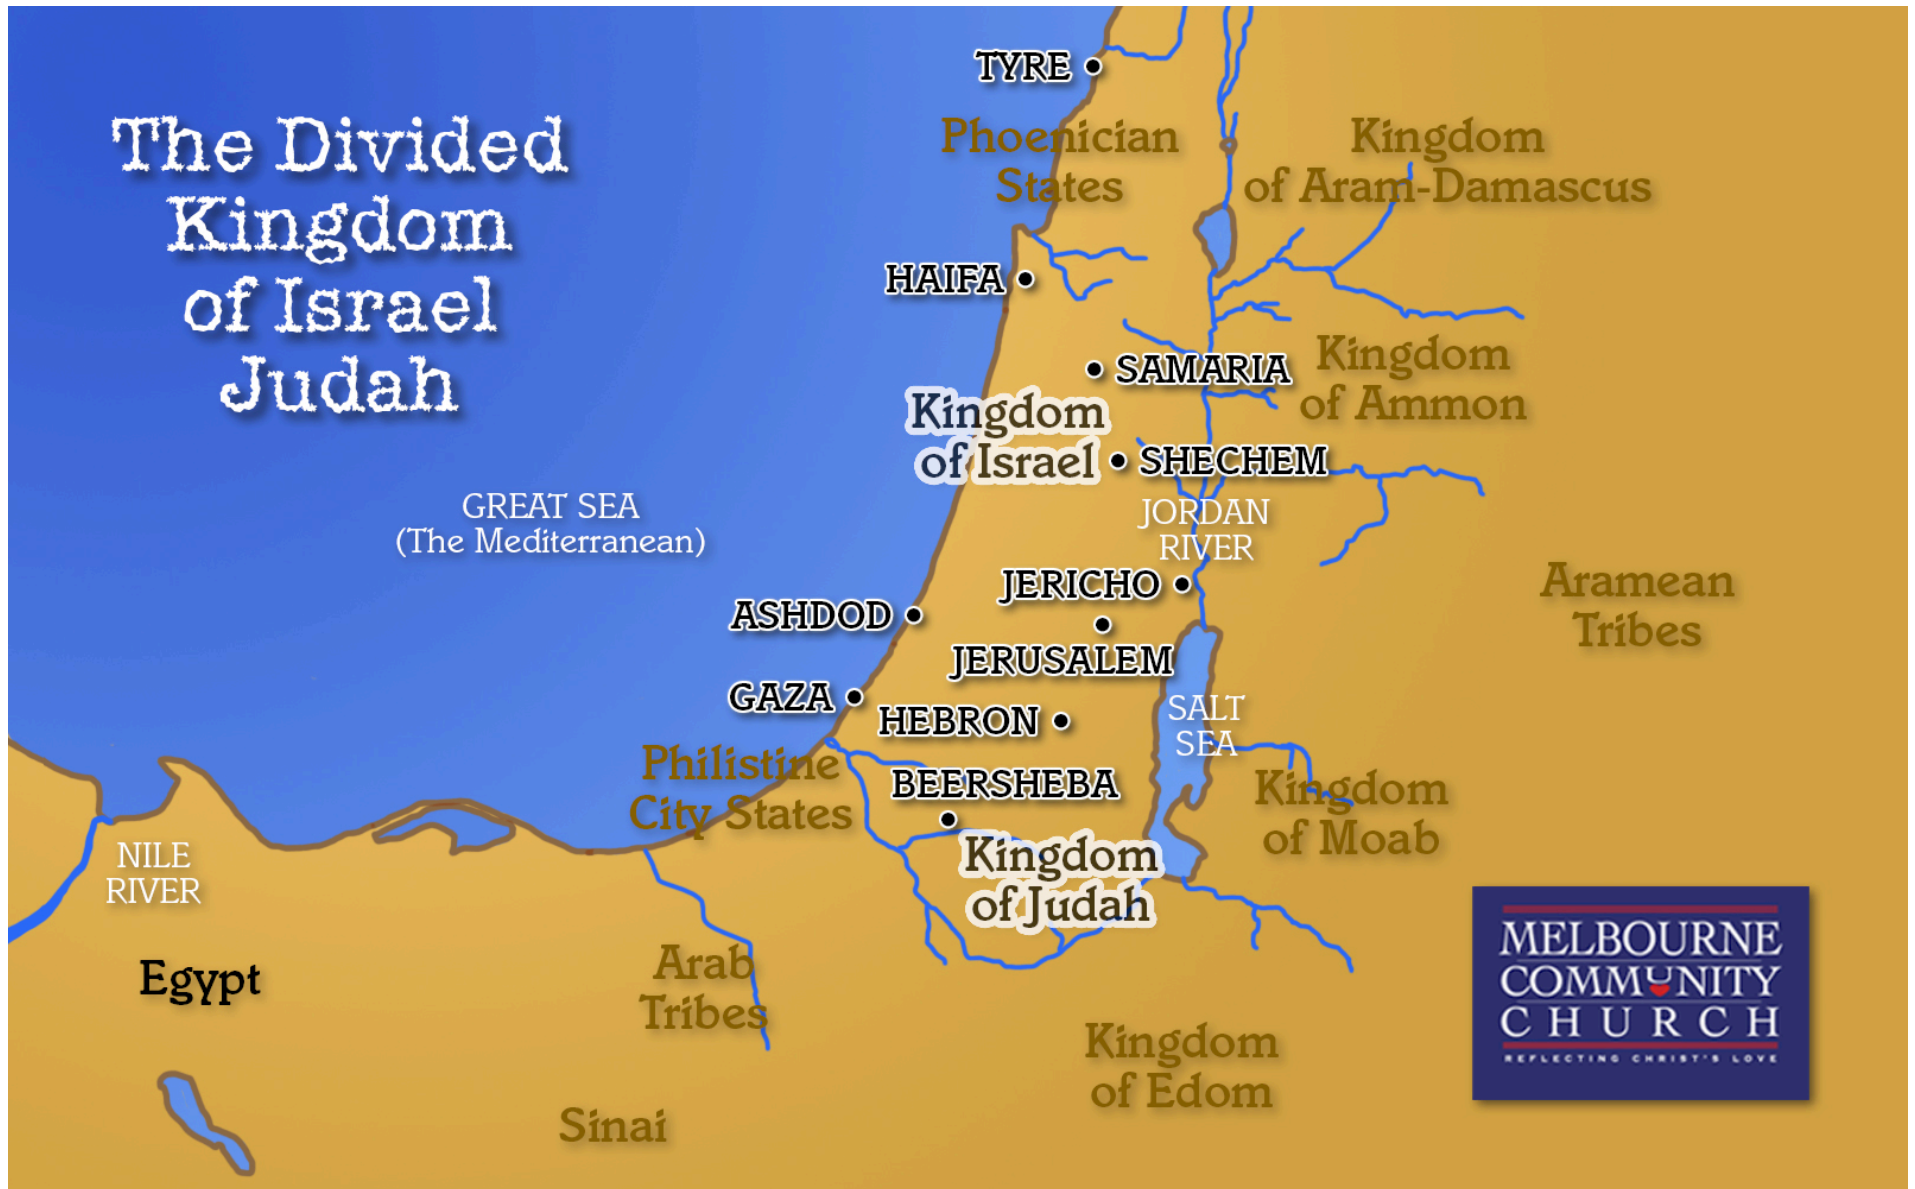 The Divided
Kingdom
of Israel
Judah
TYRE
Phoenician
States
Kingdom
of Aram-Damascus
HAIFA
SAMARIA
Kingdom
of Ammon
Kingdom
of Israel
SHECHEM
GREAT SEA
(The Mediterranean)
JORDAN
RIVER
JERICHO
ASHDOD
JERUSALEM
Aramean
Tribes
GAZA
HEBRON
SALT
SEA
Philistine
City States
BEERSHEBA
Kingdom
of Moab
Kingdom
of Judah
NILE
RIVER
Egypt
Arab
Tribes
Kingdom
of Edom
Sinai
MELBOURNE
COMMUNITY
CHURCH
REFLECTING CHRIST'S LOVE